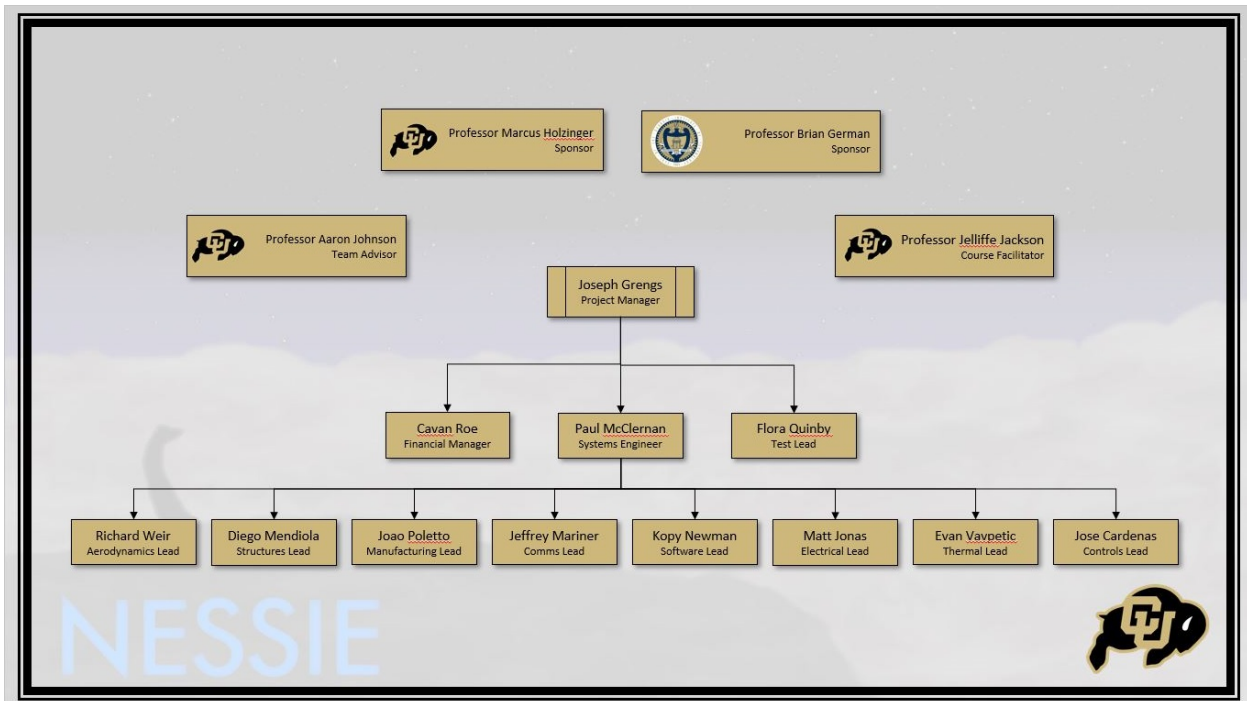 Professor Marcus Holzinger
Sponsor
Professor Brian German
Sponsor
Professor Aaron Johnson
Team Advisor
Professor Jelliffe Jackson
Course Facilitator
Joseph Grengs
Project Manager
Cavan Roe
Financial Manager
Paul McClernan
Systems Engineer
Flora Quinby
Test Lead
Richard Weir
Aerodynamics Lead
Diego Mendiola
Structures Lead
Joao Poletto
Manufacturing Lead
Jeffrey Mariner
Comms Lead
Kopy Newman
Software Lead
Matt Jonas
Electrical Lead
Evan Vavpetic
Thermal Lead
Jose Cardenas
Controls Lead
NESSIE
CU